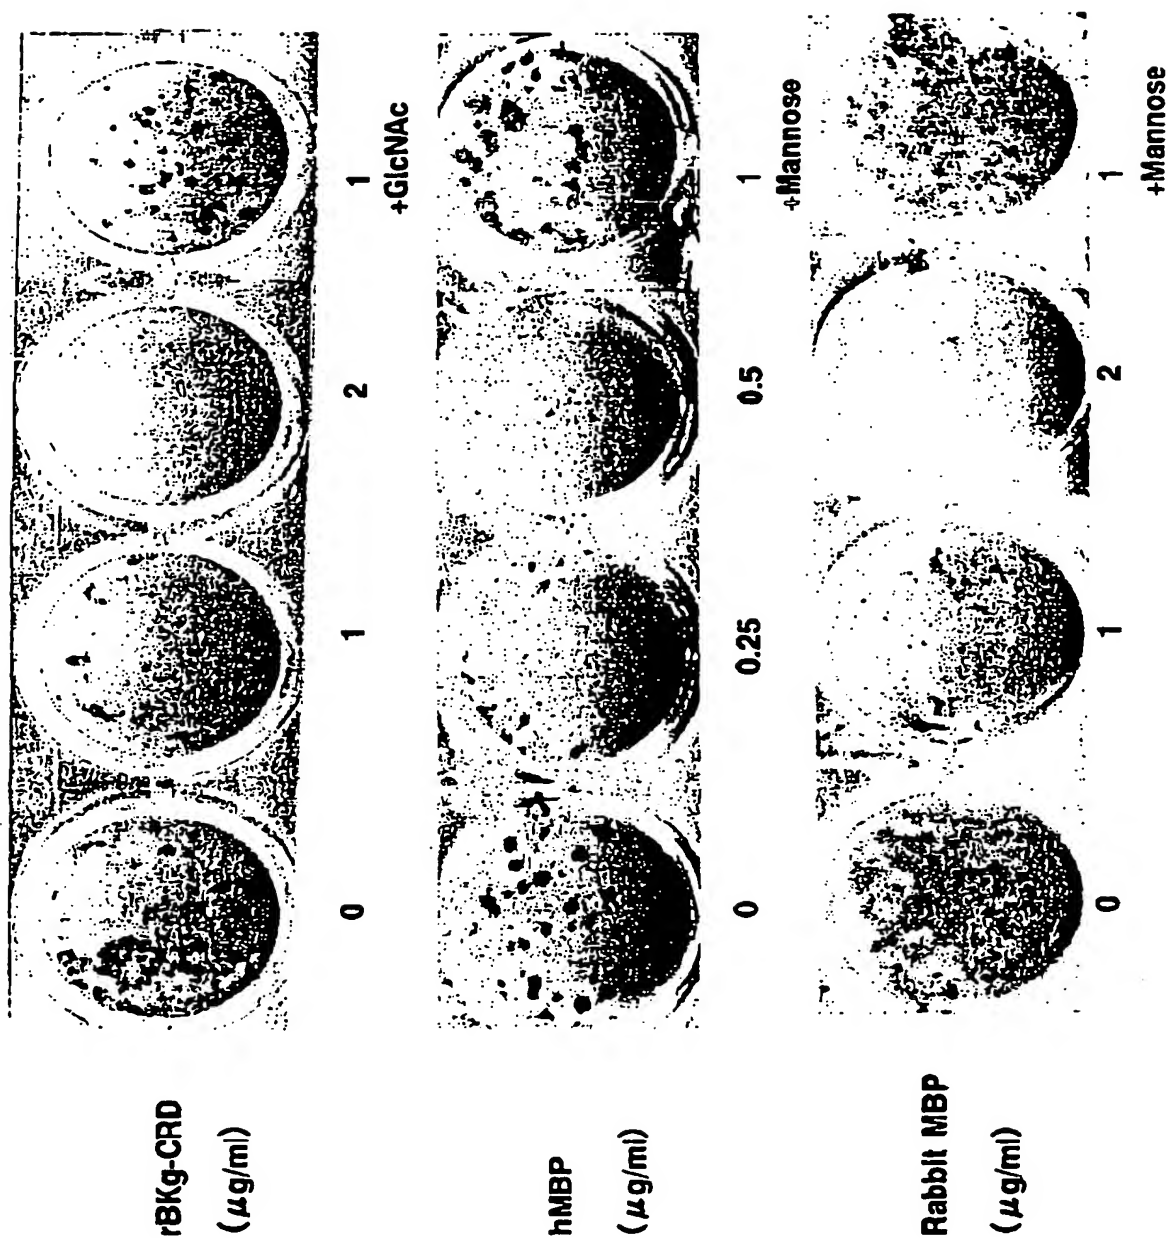 rBKg-CRD
(μg/ml)
0
1
2
1
+GlcNAc
hMBP
(μg/ml)
0
0.25
0.5
1
+Mannose
Rabbit MBP
(μg/ml)
0
1
2
1
+Mannose